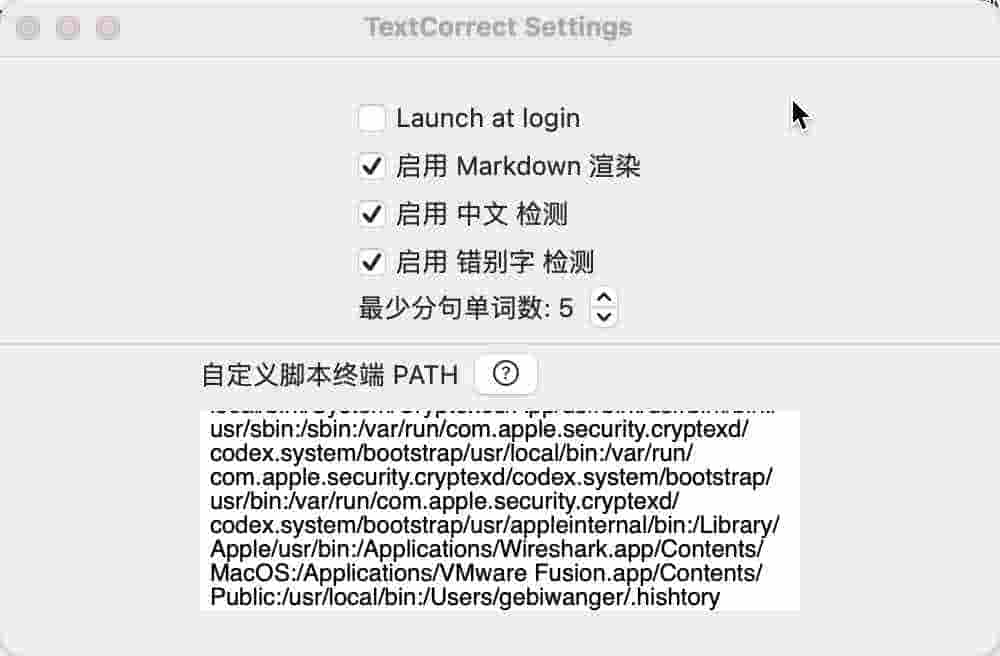 TextCorrect Settings
Launch at login
启用 Markdown 渲染
启用 中文 检测
启用 错别字 检测
最少分句单词数: 5
自定义脚本终端 PATH
usr/sbin:/sbin:/var/run/com.apple.security.cryptexd/
codex.system/bootstrap/usr/local/bin:/var/run/
com.apple.security.cryptexd/codex.system/bootstrap/
usr/bin:/var/run/com.apple.security.cryptexd/
codex.system/bootstrap/usr/appleinternal/bin:/Library/
Apple/usr/bin:/Applications/Wireshark.app/Contents/
MacOS:/Applications/VMware Fusion.app/Contents/
Public:/usr/local/bin:/Users/gebiwanger/.hishtory